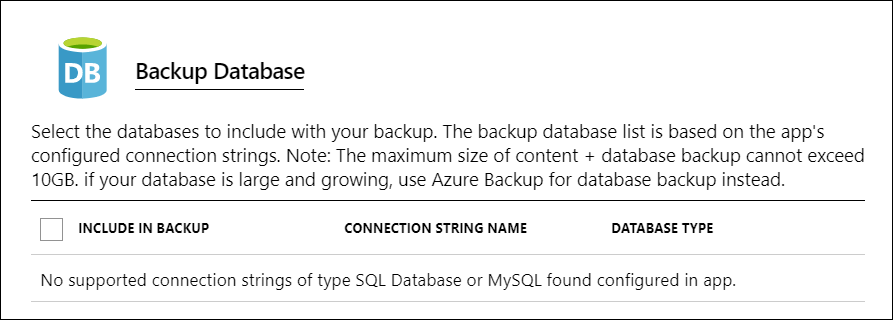 DB
Backup Database
Select the databases to include with your backup. The backup database list is based on the app's
configured connection strings. Note: The maximum size of content + database backup cannot exceed
10GB. if your database is large and growing, use Azure Backup for database backup instead.
INCLUDE IN BACKUP CONNECTION STRING NAME DATABASE TYPE
No supported connection strings of type SQL Database or MySQL found configured in app.